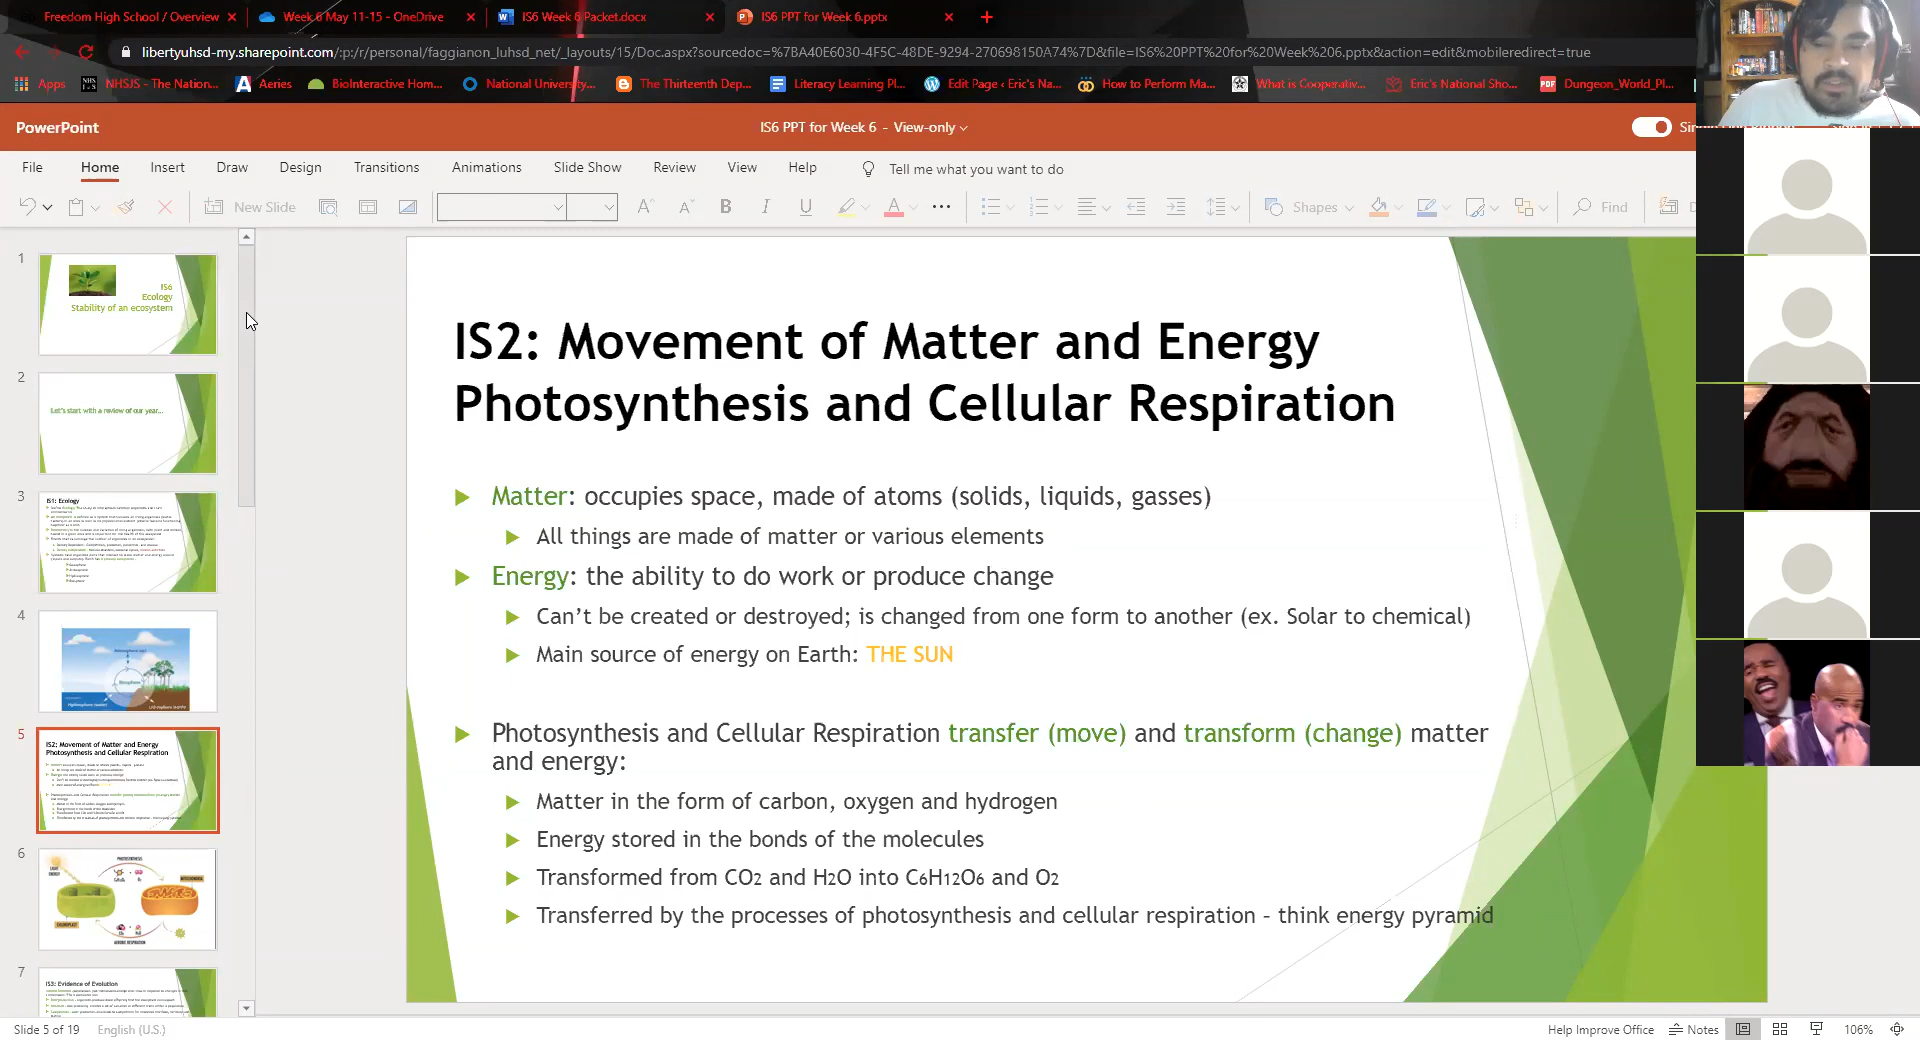 Freedom High School / Overview
Week 6 May 11-15 - OneDrive
IS6 Week 6 Packet.docx
IS6 PPT for Week 6.pptx
libertyuhsd-my.sharepoint.com/:p:/r/personal/faggianon_luhsd_net/_layouts/15/Doc.aspx?sourcedoc=%7BA40E6030-4F5C-48DE-9294-270698150A74%7D&file=IS6%20PPT%20for%20Week%206.pptx&action=edit&mobileredirect=true
Apps NHSJS - The Nation... Aeries BioInteractive Hom... National Universit... The Thirteenth Dep... Literacy Learning Pl... Edit Page ‹ Eric's Na... How to Perform Ma... What is Cooperativ... Eric's National Sho... Dungeon_World_Pl...
PowerPoint
IS6 PPT for Week 6 - View-only
File Home Insert Draw Design Transitions Animations Slide Show Review View Help Tell me what you want to do
New Slide
Shapes
Find
1
IS6
Ecology
Stability of an ecosystem
2
Let's start with a review of our year...
3
IS1: Ecology
4
5
IS2: Movement of Matter and Energy
Photosynthesis and Cellular Respiration
6
7
IS3: Evidence of Evolution
IS2: Movement of Matter and Energy
Photosynthesis and Cellular Respiration
Matter: occupies space, made of atoms (solids, liquids, gasses)
All things are made of matter or various elements
Energy: the ability to do work or produce change
Can’t be created or destroyed; is changed from one form to another (ex. Solar to chemical)
Main source of energy on Earth: THE SUN
Photosynthesis and Cellular Respiration transfer (move) and transform (change) matter
and energy:
Matter in the form of carbon, oxygen and hydrogen
Energy stored in the bonds of the molecules
Transformed from CO2 and H2O into C6H12O6 and O2
Transferred by the processes of photosynthesis and cellular respiration – think energy pyramid
Slide 5 of 19 English (U.S.)
Help Improve Office Notes 106%